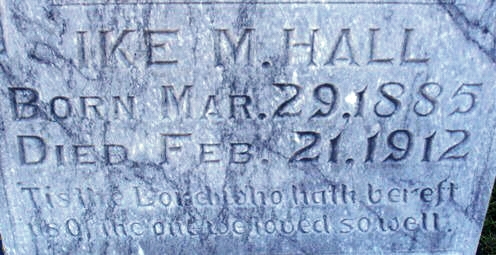 IKE M. HALL
BORN MAR. 29, 1885
DIED FEB. 21. 1912
Tis the Lord who hath bereft
us Of the one we loved so well.